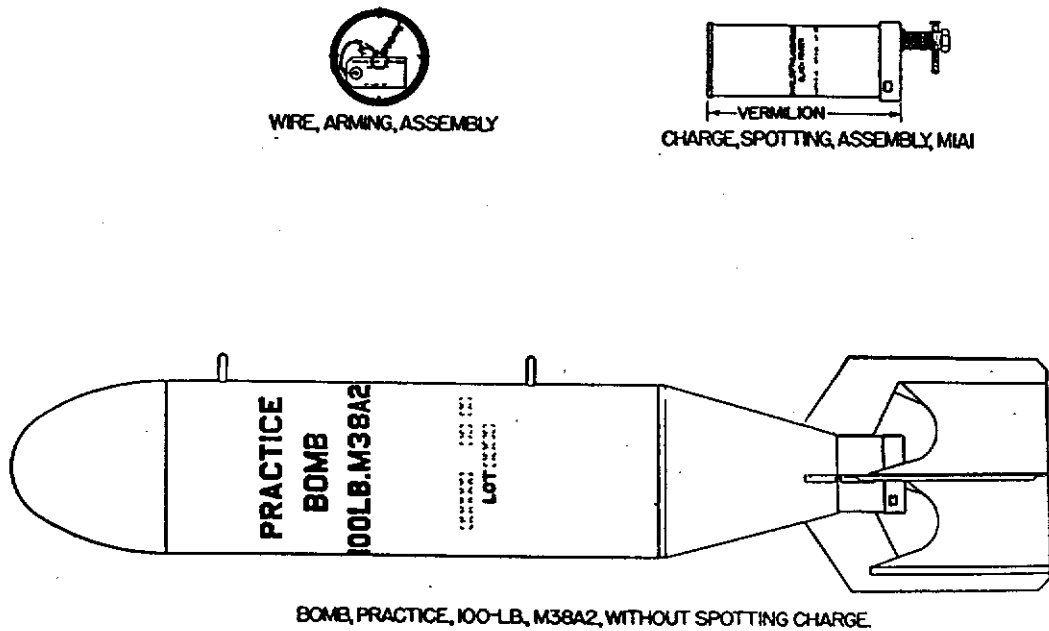 WIRE, ARMING, ASSEMBLY
VERMILION
CHARGE, SPOTTING, ASSEMBLY, M1A1
PRACTICE
BOMB
100LB. M38A2
LOT
BOMB, PRACTICE, 100-LB., M38A2, WITHOUT SPOTTING CHARGE.